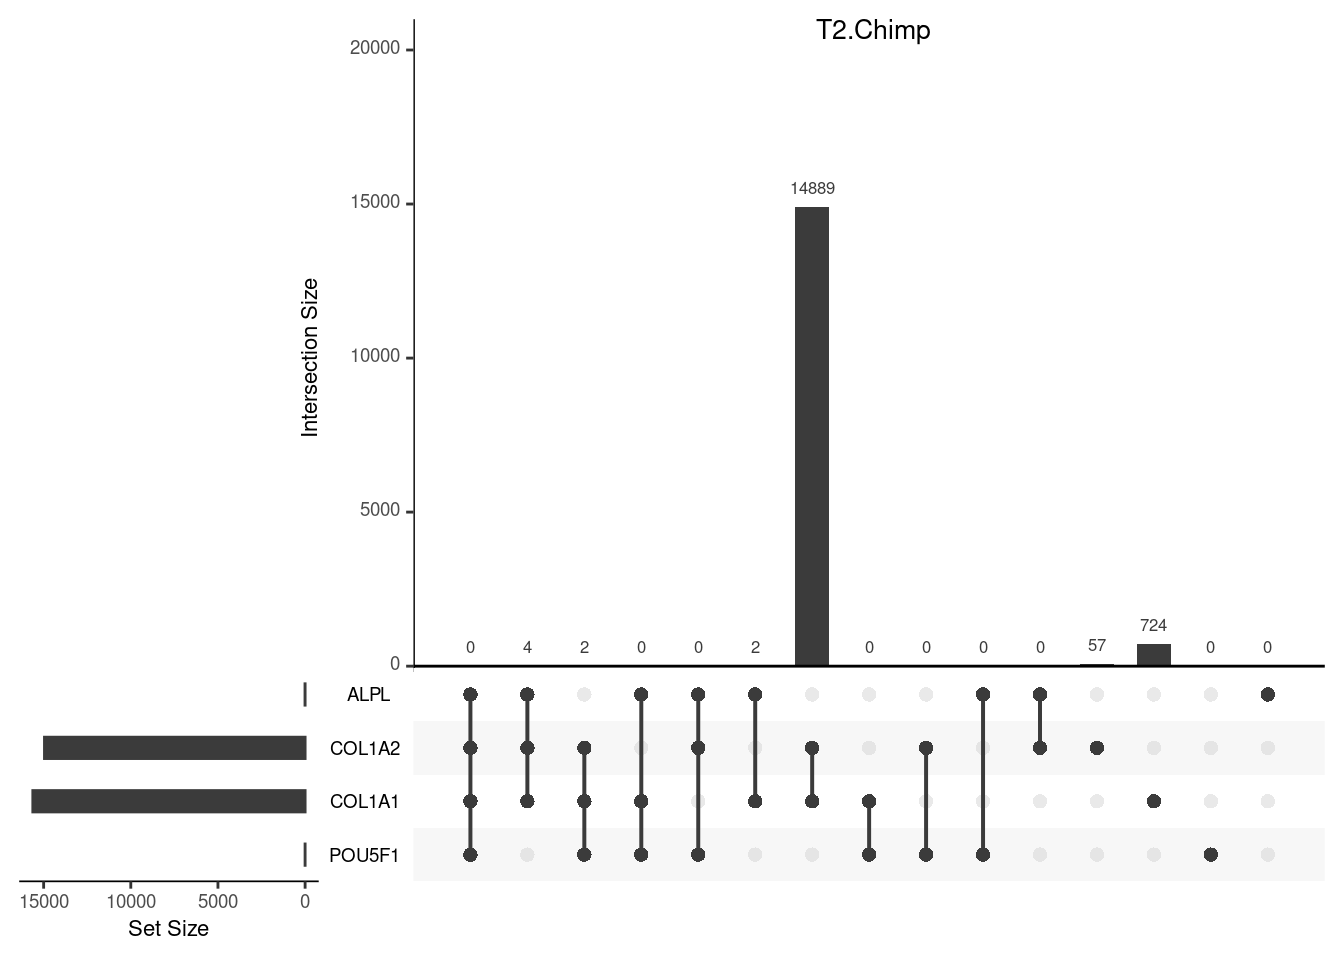 T2.Chimp
20000
15000
10000
5000
0
Intersection Size
14889
724
57
0 4 2 0 0 2 0 0 0 0 0 0
ALPL
COL1A2
COL1A1
POU5F1
15000 10000 5000 0
Set Size